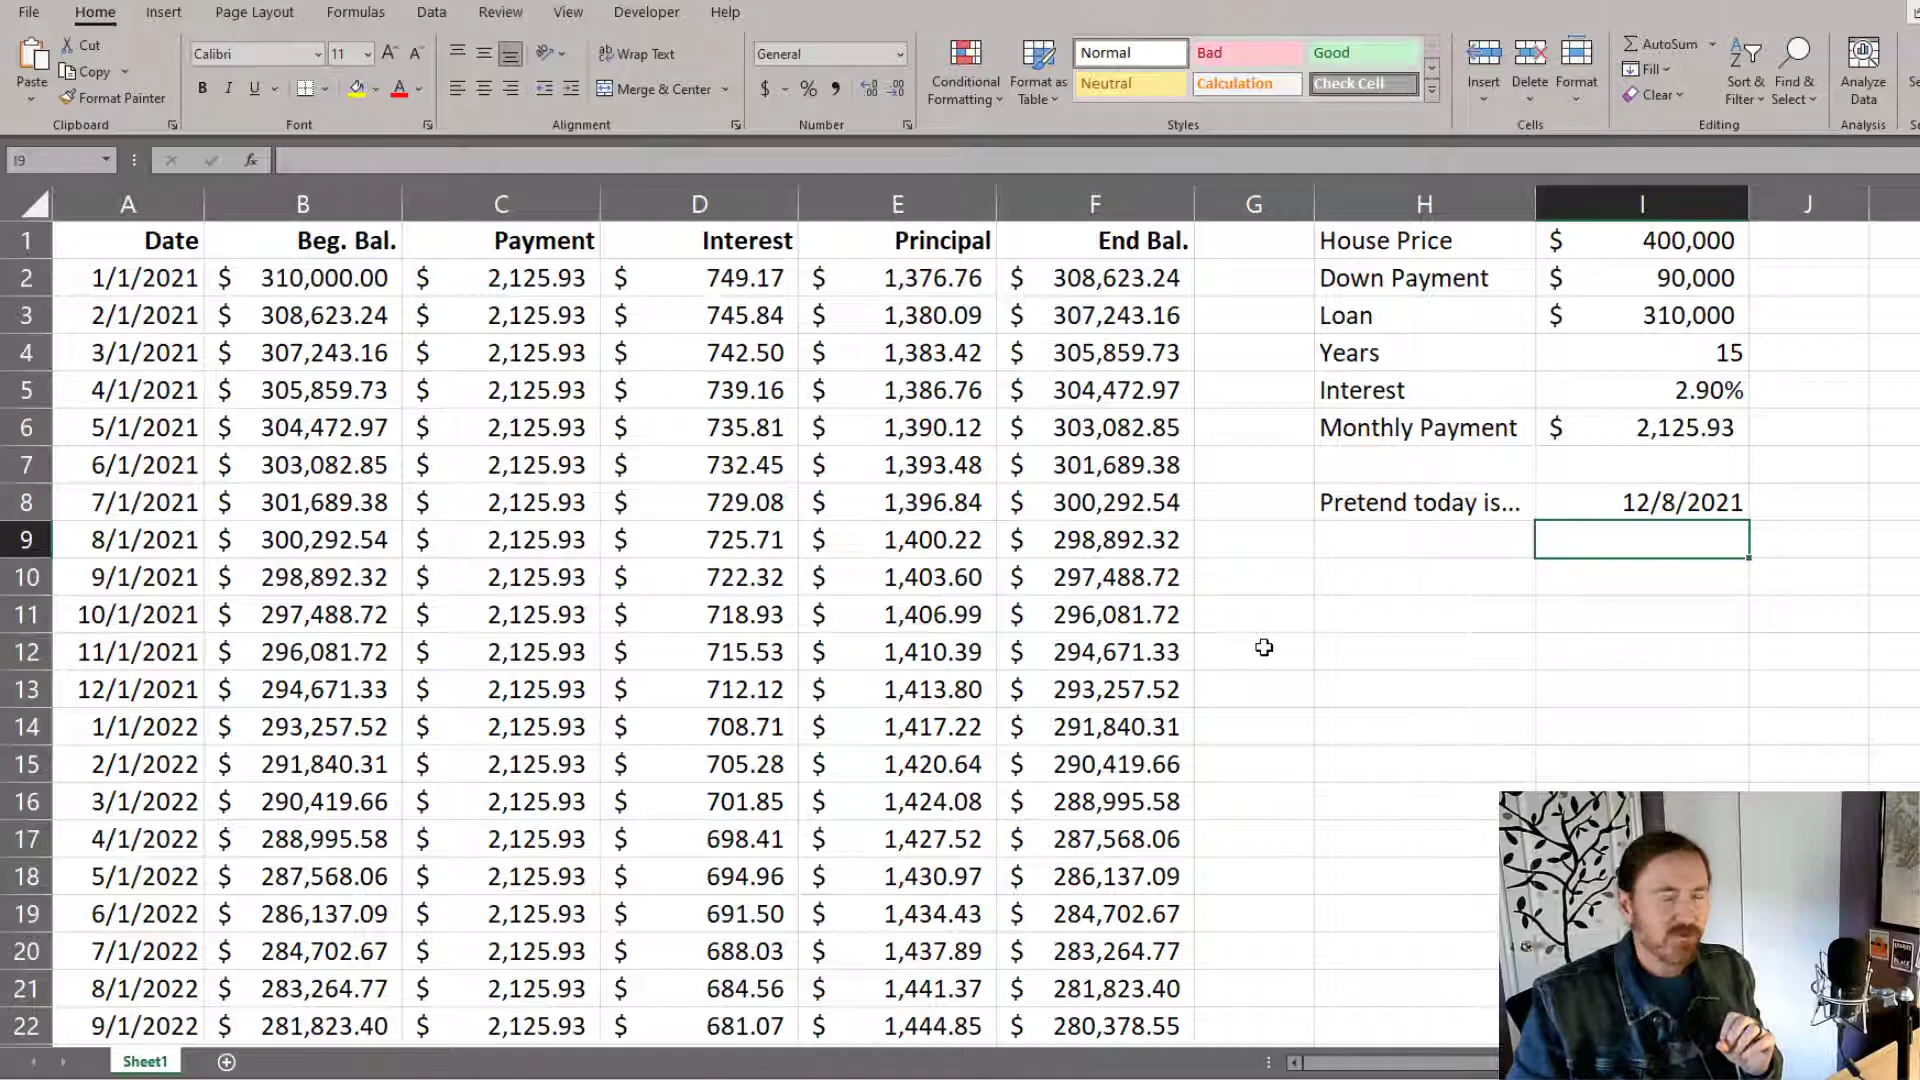 File Home Insert Page Layout Formulas Data Review View Developer Help
Paste Cut Copy Format Painter
Clipboard
Calibri 11 A A
B I U A
Font
ab Wrap Text
Merge & Center
Alignment
General
$ % ,
Number
Conditional Formatting
Format as Table
Normal Bad Good
Neutral Calculation Check Cell
Styles
Insert Delete Format
Cells
AutoSum
Fill
Clear
Sort & Filter
Find & Select
Editing
Analyze Data
Analysis
I9 fx
A B C D E F G H I J
1 Date Beg. Bal. Payment Interest Principal End Bal. House Price $ 400,000
2 1/1/2021 $ 310,000.00 $ 2,125.93 $ 749.17 $ 1,376.76 $ 308,623.24 Down Payment $ 90,000
3 2/1/2021 $ 308,623.24 $ 2,125.93 $ 745.84 $ 1,380.09 $ 307,243.16 Loan $ 310,000
4 3/1/2021 $ 307,243.16 $ 2,125.93 $ 742.50 $ 1,383.42 $ 305,859.73 Years 15
5 4/1/2021 $ 305,859.73 $ 2,125.93 $ 739.16 $ 1,386.76 $ 304,472.97 Interest 2.90%
6 5/1/2021 $ 304,472.97 $ 2,125.93 $ 735.81 $ 1,390.12 $ 303,082.85 Monthly Payment $ 2,125.93
7 6/1/2021 $ 303,082.85 $ 2,125.93 $ 732.45 $ 1,393.48 $ 301,689.38
8 7/1/2021 $ 301,689.38 $ 2,125.93 $ 729.08 $ 1,396.84 $ 300,292.54 Pretend today is... 12/8/2021
9 8/1/2021 $ 300,292.54 $ 2,125.93 $ 725.71 $ 1,400.22 $ 298,892.32
10 9/1/2021 $ 298,892.32 $ 2,125.93 $ 722.32 $ 1,403.60 $ 297,488.72
11 10/1/2021 $ 297,488.72 $ 2,125.93 $ 718.93 $ 1,406.99 $ 296,081.72
12 11/1/2021 $ 296,081.72 $ 2,125.93 $ 715.53 $ 1,410.39 $ 294,671.33
13 12/1/2021 $ 294,671.33 $ 2,125.93 $ 712.12 $ 1,413.80 $ 293,257.52
14 1/1/2022 $ 293,257.52 $ 2,125.93 $ 708.71 $ 1,417.22 $ 291,840.31
15 2/1/2022 $ 291,840.31 $ 2,125.93 $ 705.28 $ 1,420.64 $ 290,419.66
16 3/1/2022 $ 290,419.66 $ 2,125.93 $ 701.85 $ 1,424.08 $ 288,995.58
17 4/1/2022 $ 288,995.58 $ 2,125.93 $ 698.41 $ 1,427.52 $ 287,568.06
18 5/1/2022 $ 287,568.06 $ 2,125.93 $ 694.96 $ 1,430.97 $ 286,137.09
19 6/1/2022 $ 286,137.09 $ 2,125.93 $ 691.50 $ 1,434.43 $ 284,702.67
20 7/1/2022 $ 284,702.67 $ 2,125.93 $ 688.03 $ 1,437.89 $ 283,264.77
21 8/1/2022 $ 283,264.77 $ 2,125.93 $ 684.56 $ 1,441.37 $ 281,823.40
22 9/1/2022 $ 281,823.40 $ 2,125.93 $ 681.07 $ 1,444.85 $ 280,378.55
Sheet1